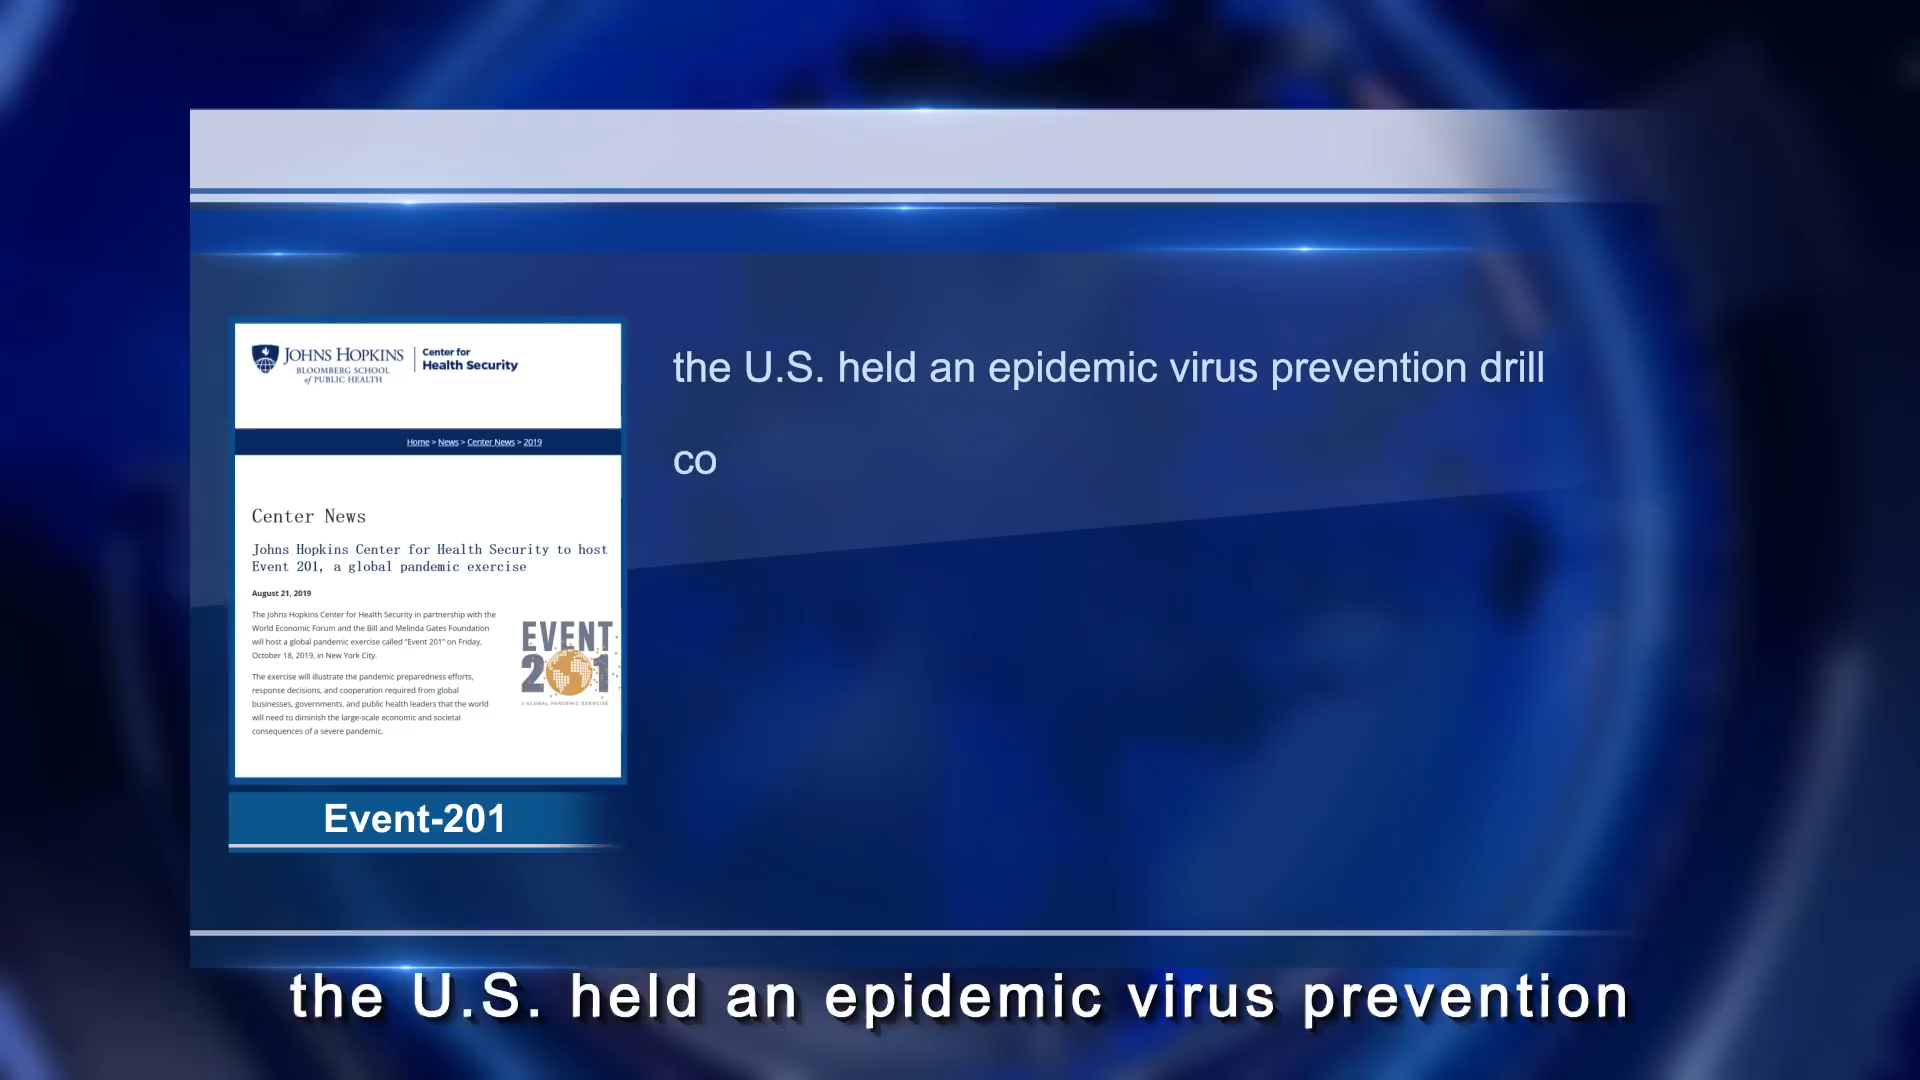 JOHNS HOPKINS
BLOOMBERG SCHOOL
of PUBLIC HEALTH
Center for
Health Security
Home > News > Center News > 2019
Center News
Johns Hopkins Center for Health Security to host
Event 201, a global pandemic exercise
August 21, 2019
The Johns Hopkins Center for Health Security in partnership with the
World Economic Forum and the Bill and Melinda Gates Foundation
will host a global pandemic exercise called "Event 201" on Friday,
October 18, 2019, in New York City.
The exercise will illustrate the pandemic preparedness efforts,
response decisions, and cooperation required from global
businesses, governments, and public health leaders that the world
will need to diminish the large-scale economic and societal
consequences of a severe pandemic.
EVENT
201
A GLOBAL PANDEMIC EXERCISE
Event-201
the U.S. held an epidemic virus prevention drill
co
the U.S. held an epidemic virus prevention